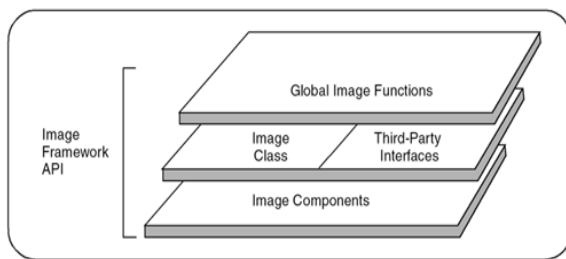 Global Image Functions
Image
Class
Third-Party
Interfaces
Image
Framework
API
Image Components